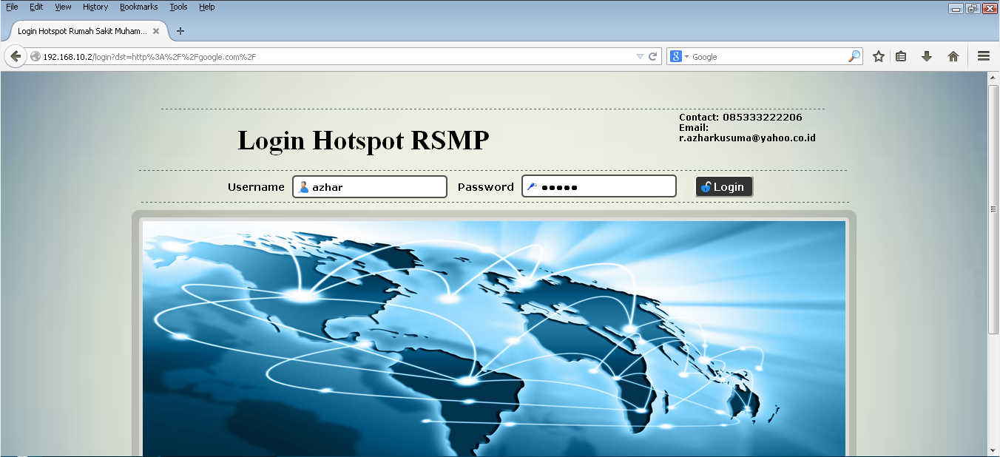 File Edit View History Bookmarks Tools Help
Login Hotspot Rumah Sakit Muham...
192.168.10.2/login?dst=http%3A%2F%2Fgoogle.com%2F
Google
Contact: 085333222206
Email:
r.azharkusuma@yahoo.co.id
Login Hotspot RSMP
Username azhar Password ●●●●● Login